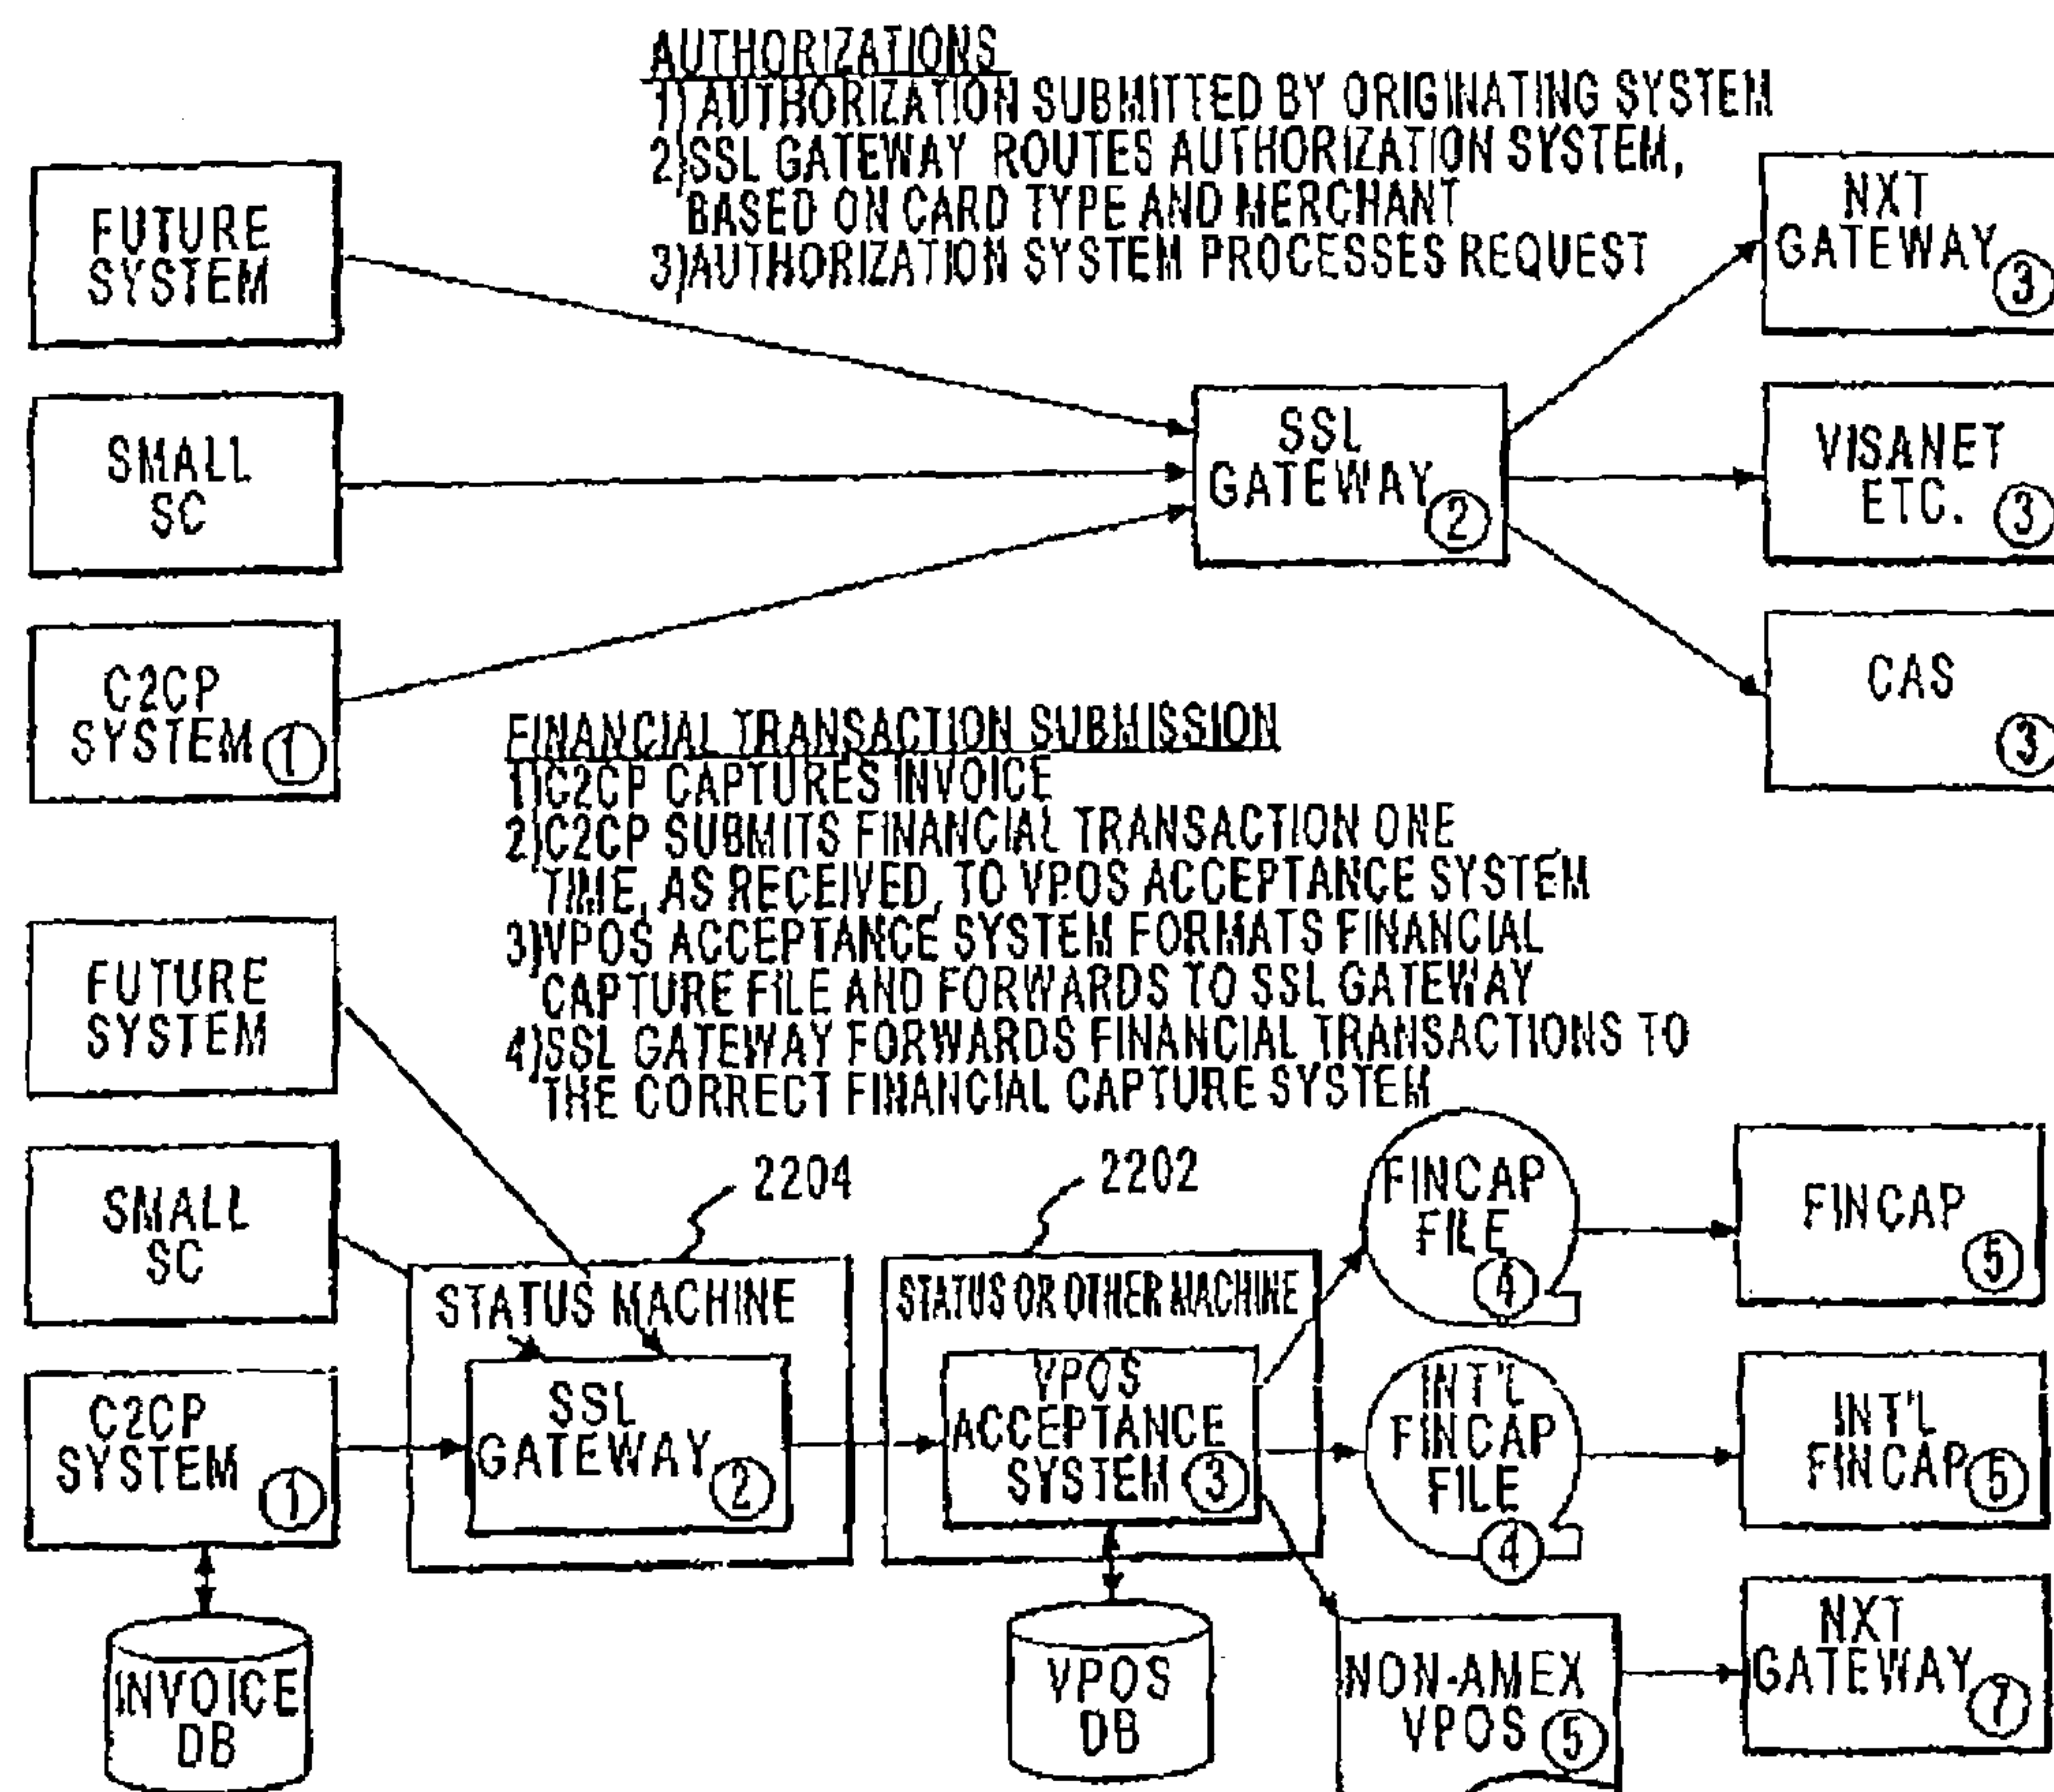 AUTHORIZATIONS
1) AUTHORIZATION SUBMITTED BY ORIGINATING SYSTEM
2) SSL GATEWAY ROUTES AUTHORIZATION SYSTEM,
BASED ON CARD TYPE AND MERCHANT
3) AUTHORIZATION SYSTEM PROCESSES REQUEST
FUTURE
SYSTEM
SMALL
SC
C2CP
SYSTEM 1
SSL
GATEWAY 2
NXT
GATEWAY 3
VISANET
ETC. 3
CAS
3
FINANCIAL TRANSACTION SUBMISSION
1) C2CP CAPTURES INVOICE
2) C2CP SUBMITS FINANCIAL TRANSACTION ONE
TIME, AS RECEIVED, TO VPOS ACCEPTANCE SYSTEM
3) VPOS ACCEPTANCE SYSTEM FORMATS FINANCIAL
CAPTURE FILE AND FORWARDS TO SSL GATEWAY
4) SSL GATEWAY FORWARDS FINANCIAL TRANSACTIONS TO
THE CORRECT FINANCIAL CAPTURE SYSTEM
FUTURE
SYSTEM
SMALL
SC
C2CP
SYSTEM 1
INVOICE
DB
2204
STATUS MACHINE
SSL
GATEWAY 2
2202
STATUS OR OTHER MACHINE
VPOS
ACCEPTANCE
SYSTEM 3
VPOS
DB
FINCAP
FILE
4
INT'L
FINCAP
FILE
4
NON-AMEX
VPOS 5
FINCAP
5
INT'L
FINCAP 5
NXT
GATEWAY 7